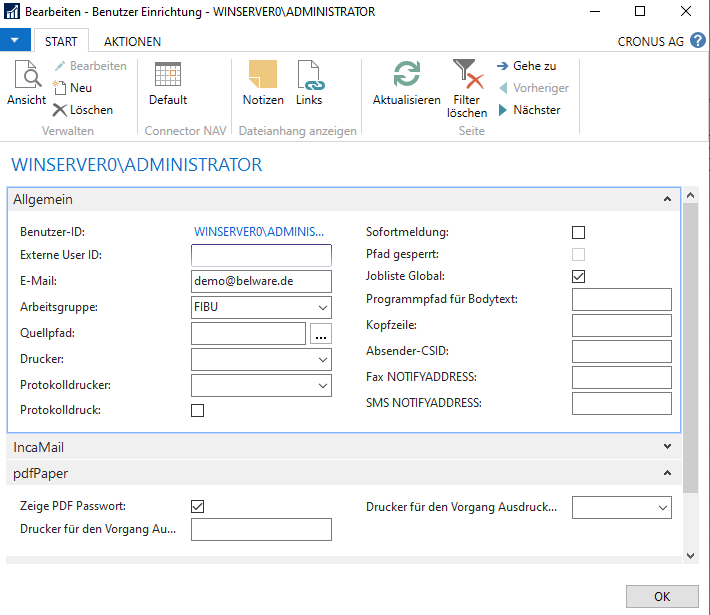 Bearbeiten - Benutzer Einrichtung - WINSERVER0\ADMINISTRATOR
START AKTIONEN CRONUS AG ?
Ansicht
Bearbeiten
Neu
Löschen
Verwalten
Default
Connector NAV
Notizen
Links
Dateianhang anzeigen
Aktualisieren
Filter
löschen
Gehe zu
Vorheriger
Nächster
Seite
WINSERVER0\ADMINISTRATOR
Allgemein
Benutzer-ID: WINSERVER0\ADMINIS...
Externe User ID:
E-Mail: demo@belware.de
Arbeitsgruppe: FIBU
Quellpfad: ...
Drucker:
Protokolldrucker:
Protokolldruck:
Sofortmeldung:
Pfad gesperrt:
Jobliste Global:
Programmpfad für Bodytext:
Kopfzeile:
Absender-CSID:
Fax NOTIFYADDRESS:
SMS NOTIFYADDRESS:
IncaMail
pdfPaper
Zeige PDF Passwort:
Drucker für den Vorgang Au...
Drucker für den Vorgang Ausdruck...
OK